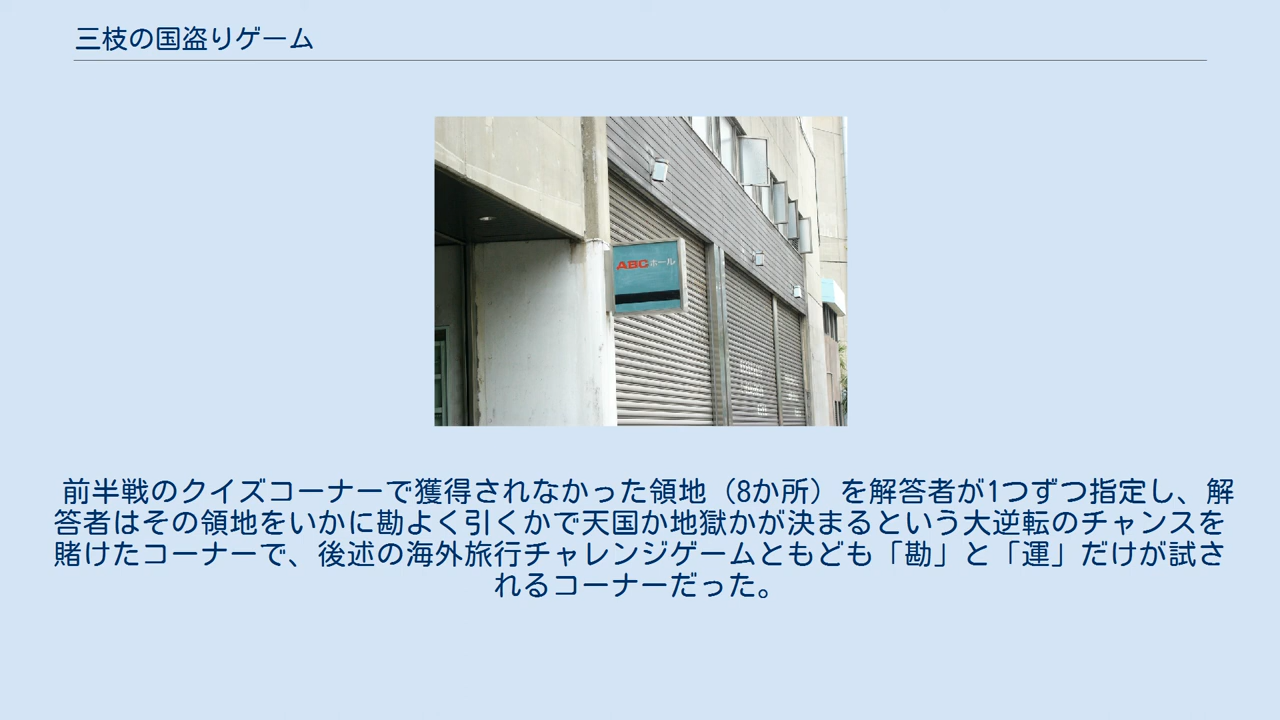 三枝の国盗りゲーム
ABCホール
前半戦のクイズコーナーで獲得されなかった領地（8か所）を解答者が1つずつ指定し、解
答者はその領地をいかに勘よく引くかで天国か地獄かが決まるという大逆転のチャンスを
賭けたコーナーで、後述の海外旅行チャレンジゲームともども「勘」と「運」だけが試さ
れるコーナーだった。